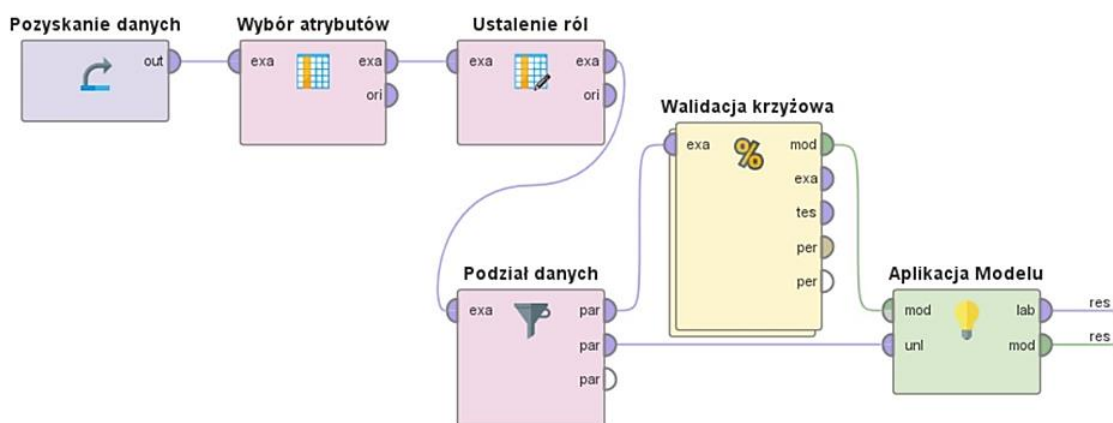 Pozyskanie danych
out
Wybór atrybutów
exa
exa
ori
Ustalenie ról
exa
exa
ori
Walidacja krzyżowa
exa
%
mod
exa
tes
per
per
Podział danych
exa
par
par
par
Aplikacja Modelu
mod
unl
lab
mod
res
res